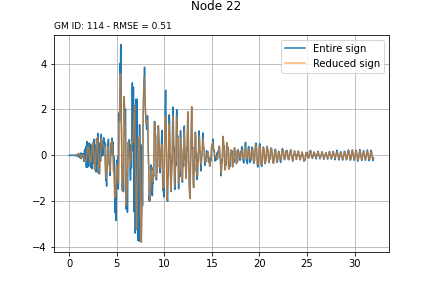 Node 22
GM ID: 114 - RMSE = 0.51
Entire sign
Reduced sign
4
2
0
−2
−4
0 5 10 15 20 25 30